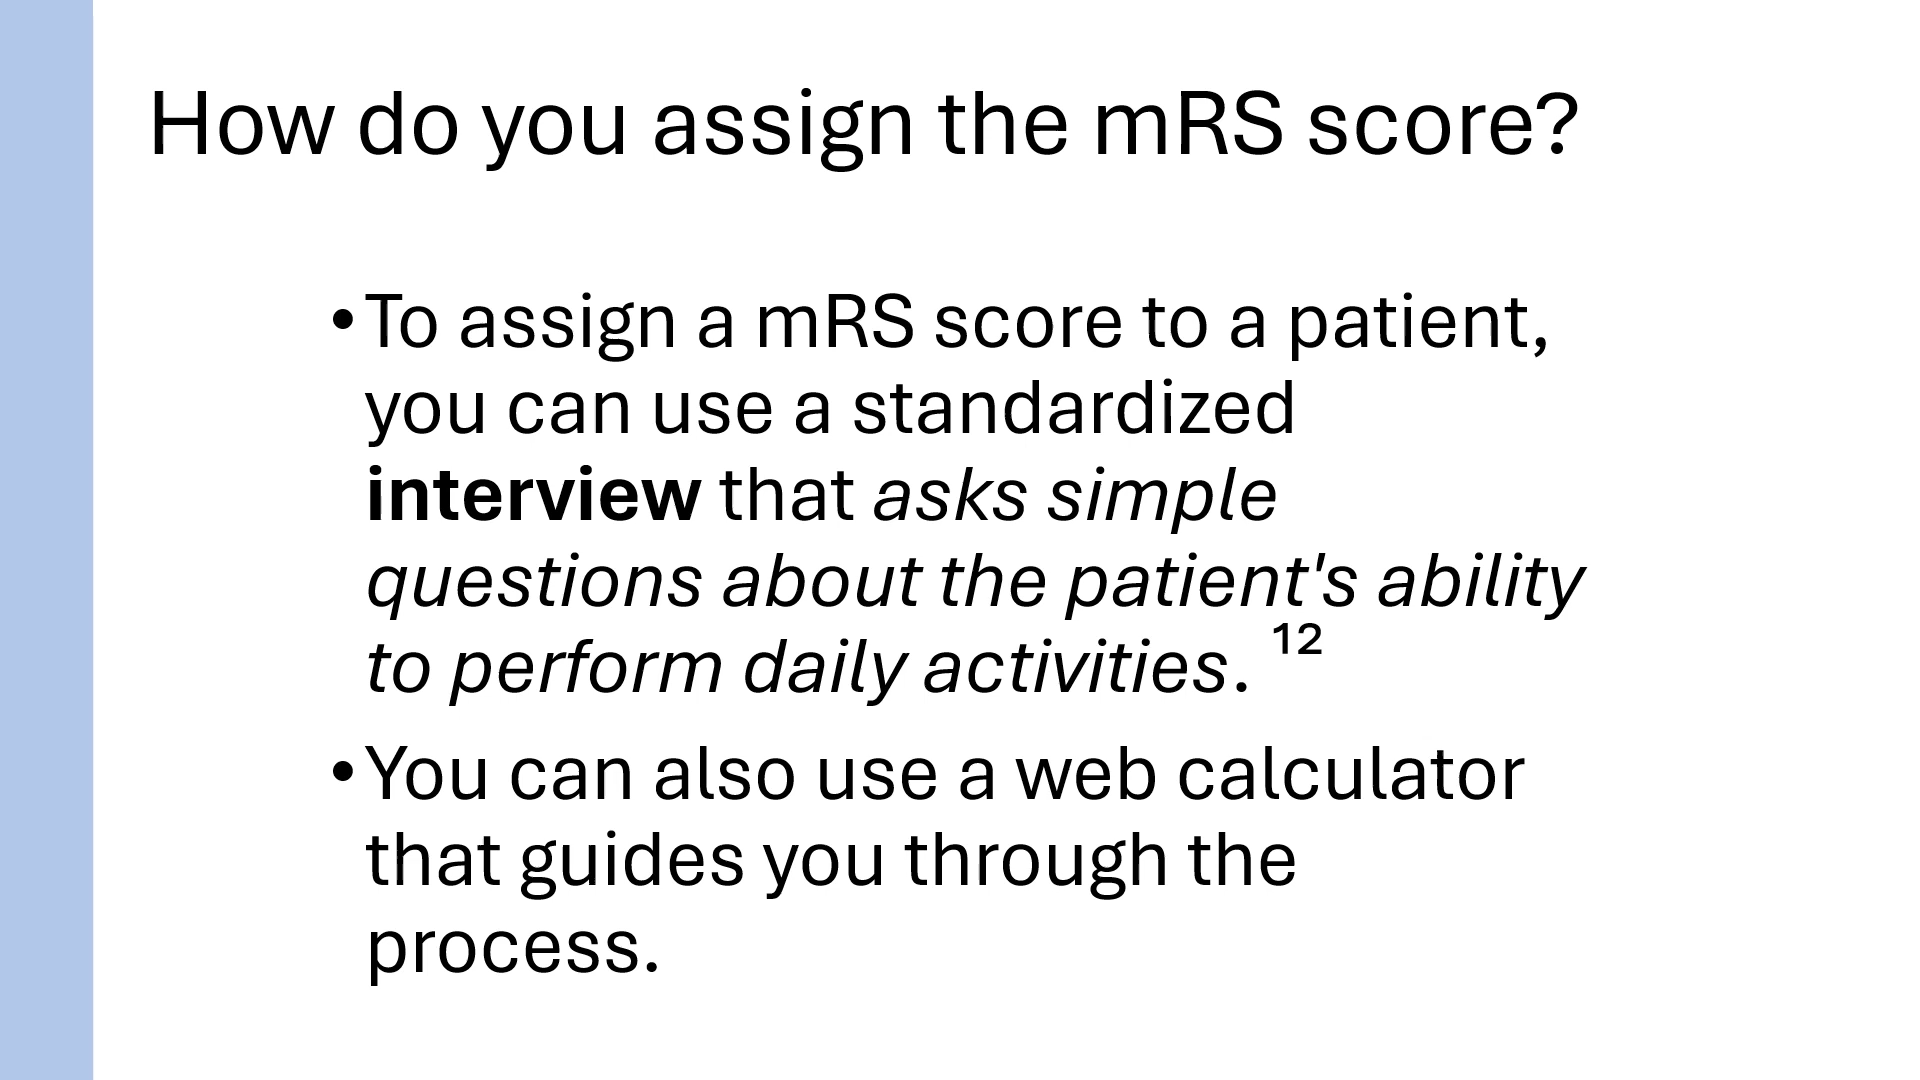 How do you assign the mRS score?
•To assign a mRS score to a patient,
you can use a standardized
interview that asks simple
questions about the patient's ability
to perform daily activities. ¹²
•You can also use a web calculator
that guides you through the
process.